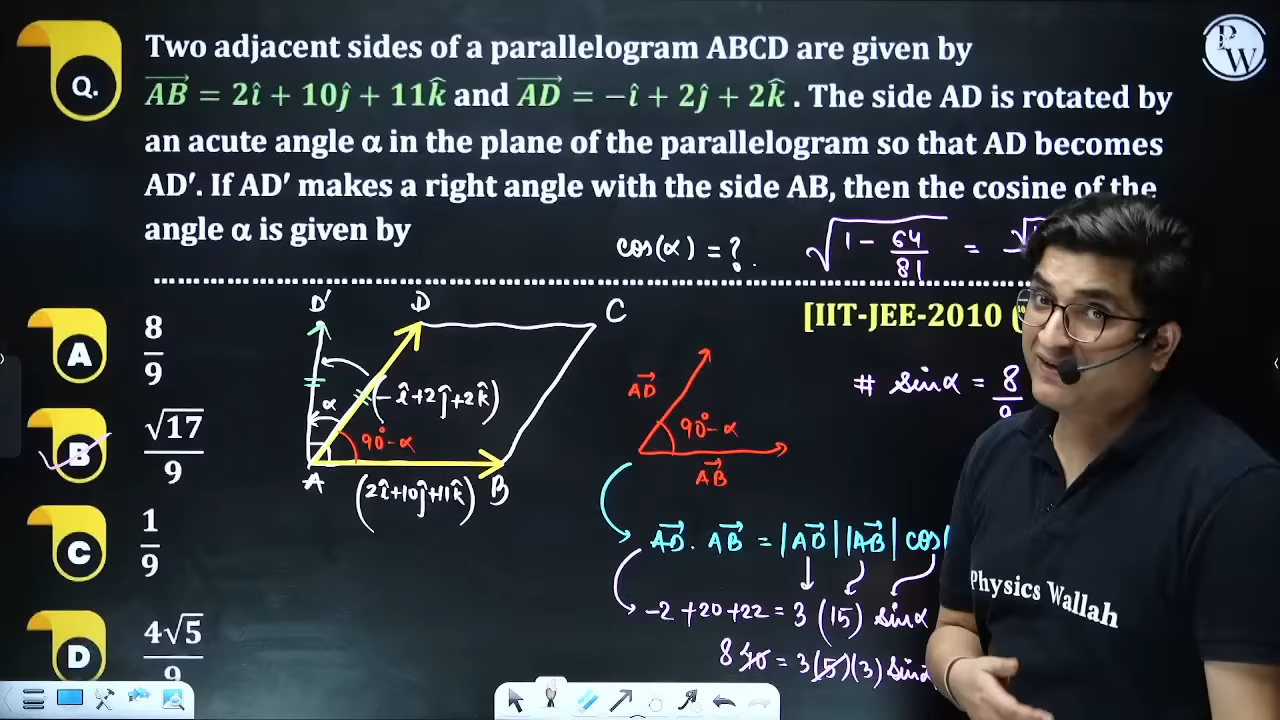 Q.
Two adjacent sides of a parallelogram ABCD are given by
AB⃗ = 2î + 10ĵ + 11k̂ and AD⃗ = −î + 2ĵ + 2k̂ . The side AD is rotated by
an acute angle α in the plane of the parallelogram so that AD becomes
AD′. If AD′ makes a right angle with the side AB, then the cosine of the
angle α is given by
PW
cos(α) = ?
√(1 − 64/81) =
[IIT-JEE-2010
A 8/9
B √17/9
C 1/9
D 4√5/9
D′ D C
(−î+2ĵ+2k̂)
α
90°−α
A B
(2î+10ĵ+11k̂)
AD⃗
90°−α
AB⃗
# sinα = 8/9
AD⃗ . AB⃗ = |AD⃗| |AB⃗| cos(
−2 +20 +22 = 3 (15) sinα
8 40 = 3(5)(3) sinα
Physics Wallah